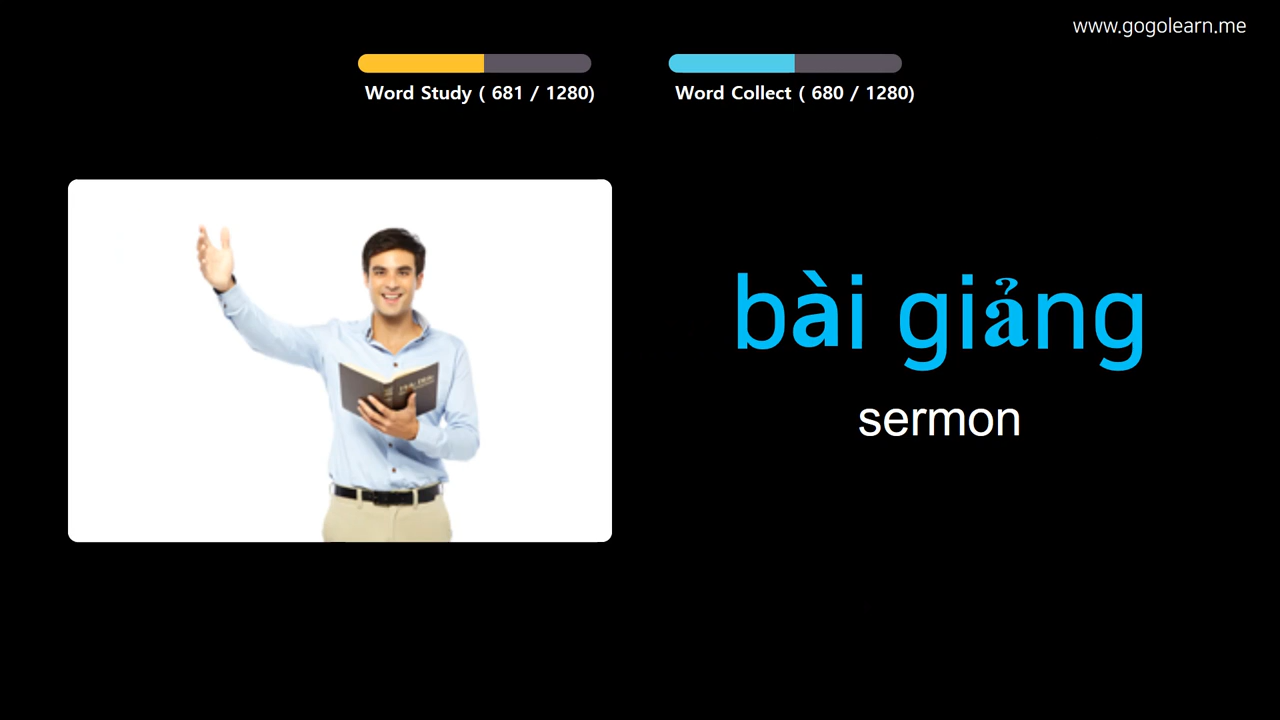 www.gogolearn.me
Word Study ( 681 / 1280)
Word Collect ( 680 / 1280)
bài giảng
sermon